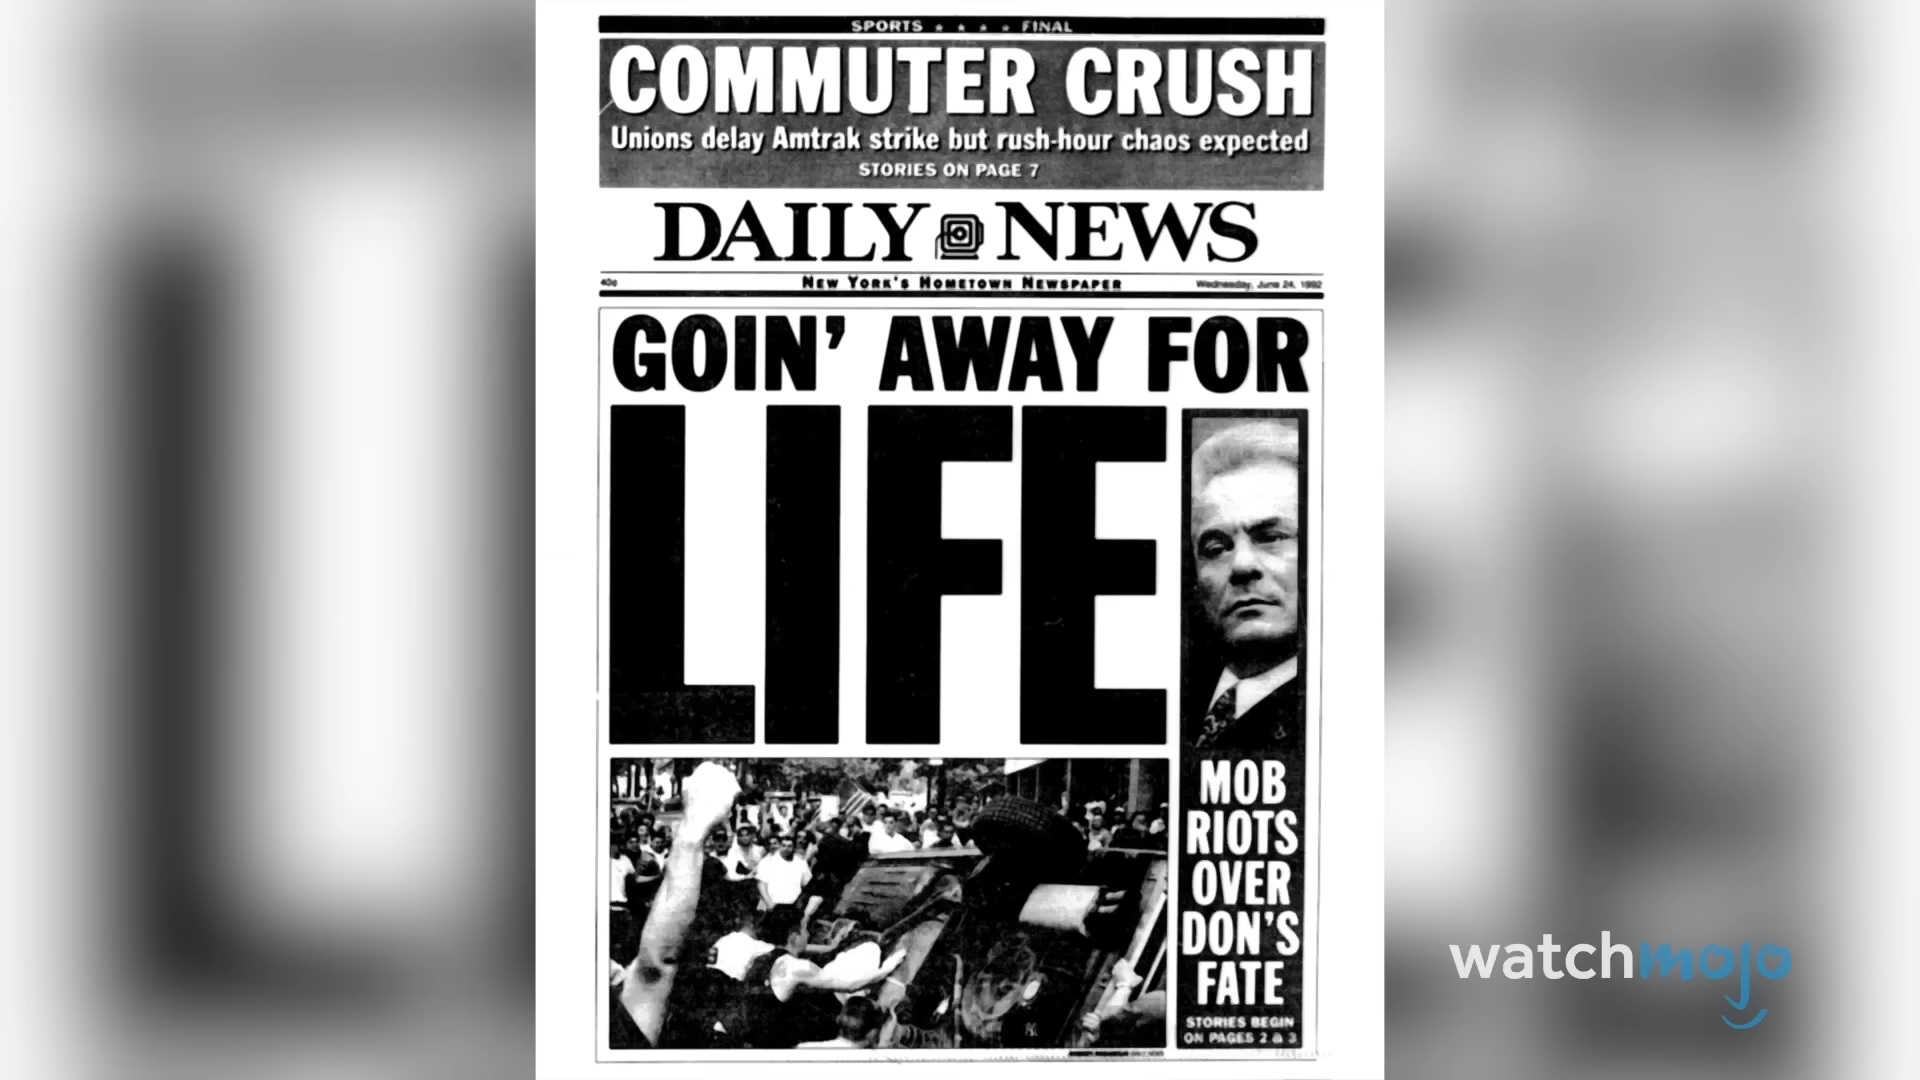 SPORTS ★ ★ ★ ★ FINAL
COMMUTER CRUSH
Unions delay Amtrak strike but rush-hour chaos expected
STORIES ON PAGE 7
DAILY NEWS
40¢
NEW YORK'S HOMETOWN NEWSPAPER
Wednesday, June 24, 1992
GOIN' AWAY FOR
LIFE
MOB
RIOTS
OVER
DON'S
FATE
STORIES BEGIN
ON PAGES 2 & 3
watchmojo